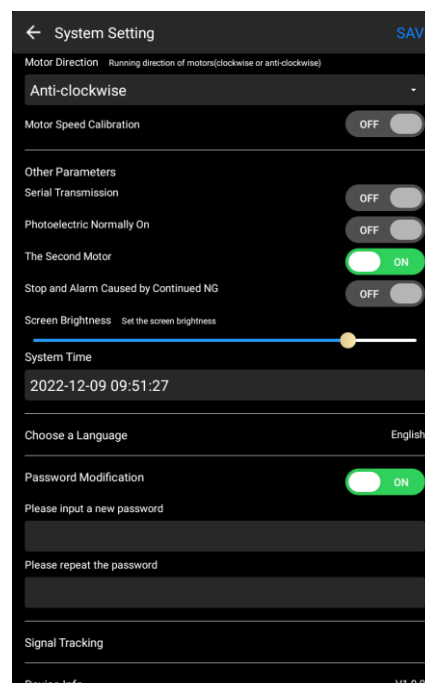 System Setting SAV
Motor Direction Running direction of motors(clockwise or anti-clockwise)
Anti-clockwise
Motor Speed Calibration OFF
Other Parameters
Serial Transmission OFF
Photoelectric Normally On OFF
The Second Motor ON
Stop and Alarm Caused by Continued NG OFF
Screen Brightness Set the screen brightness
System Time
2022-12-09 09:51:27
Choose a Language English
Password Modification ON
Please input a new password
Please repeat the password
Signal Tracking
Device Info